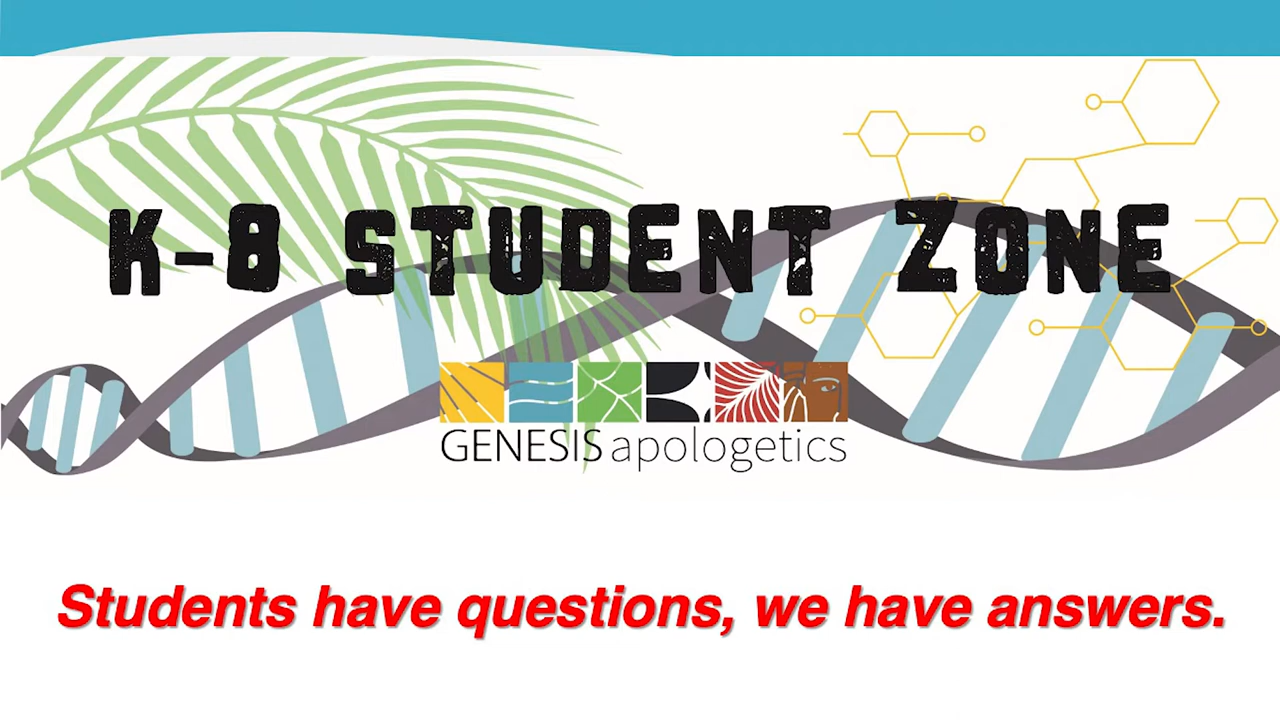 K-8 STUDENT ZONE
GENESIS apologetics
Students have questions, we have answers.